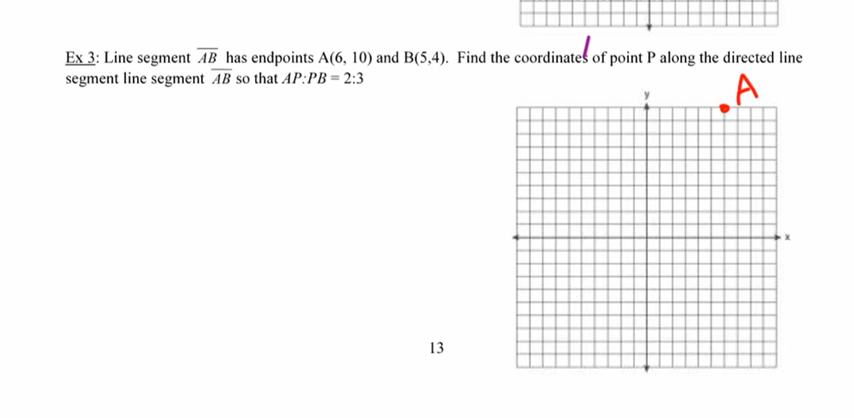 Ex 3: Line segment AB has endpoints A(6, 10) and B(5,4). Find the coordinates of point P along the directed line
segment line segment AB so that AP:PB = 2:3
A
y
x
13